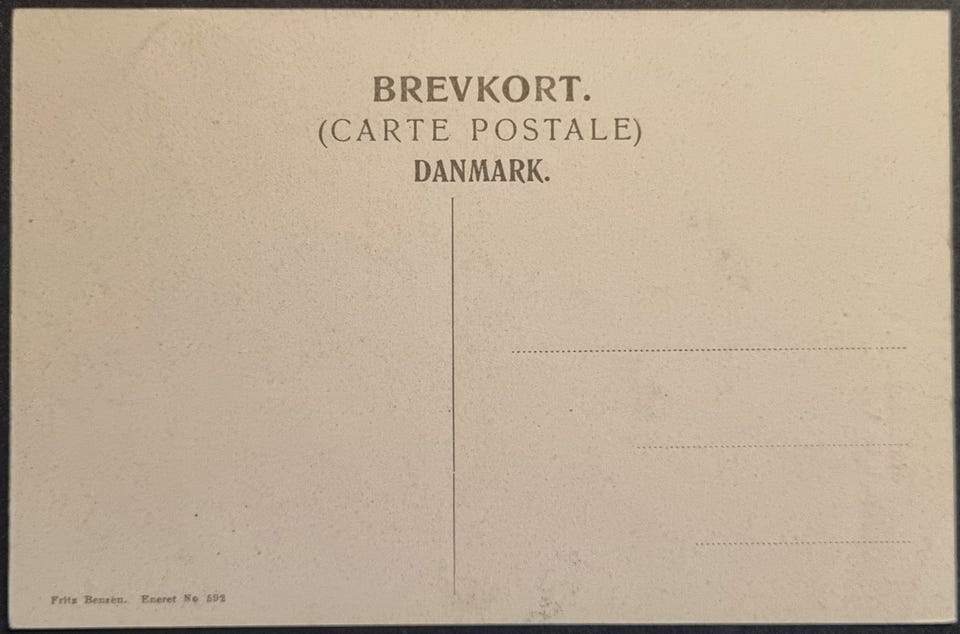 BREVKORT.
(CARTE POSTALE)
DANMARK.
Fritz Benzen. Eneret No 592